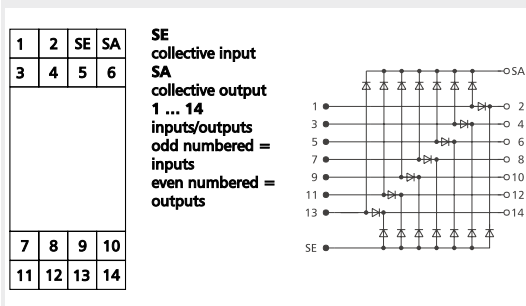 1 2 SE SA
3 4 5 6
7 8 9 10
11 12 13 14
SE
collective input
SA
collective output
1 ... 14
inputs/outputs
odd numbered =
inputs
even numbered =
outputs
SA
1 2
3 4
5 6
7 8
9 10
11 12
13 14
SE